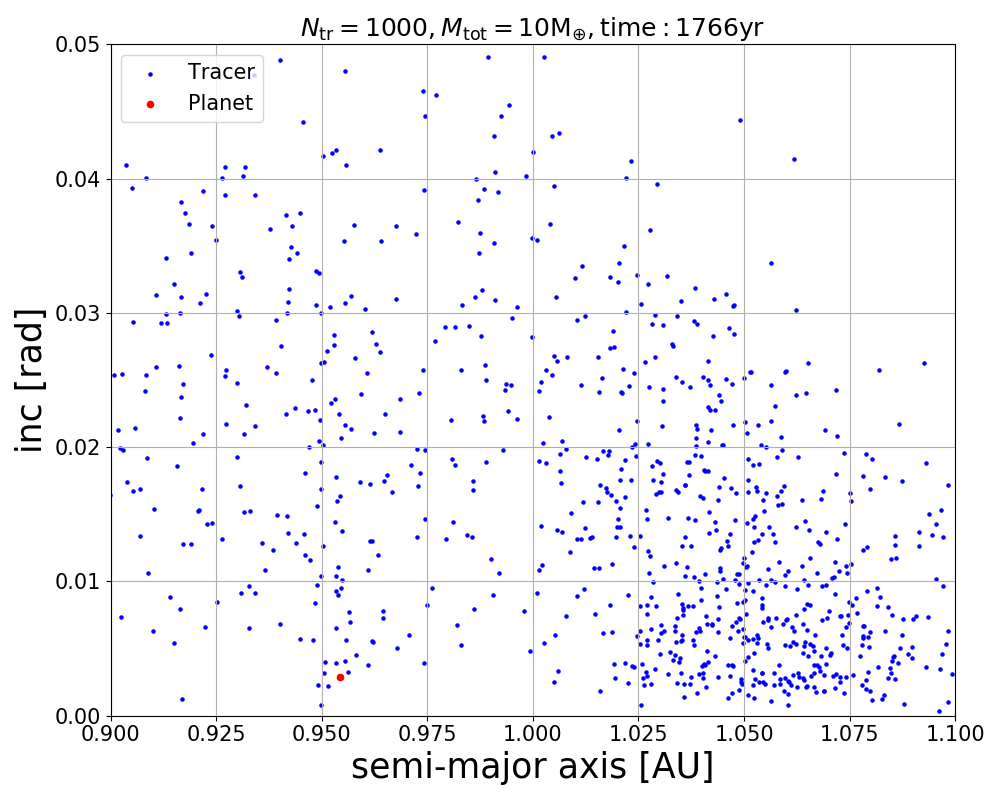 N_tr = 1000, M_tot = 10M_⊕, time : 1766yr
Tracer
Planet
0.05
0.04
0.03
0.02
0.01
0.00
inc [rad]
0.900 0.925 0.950 0.975 1.000 1.025 1.050 1.075 1.100
semi-major axis [AU]